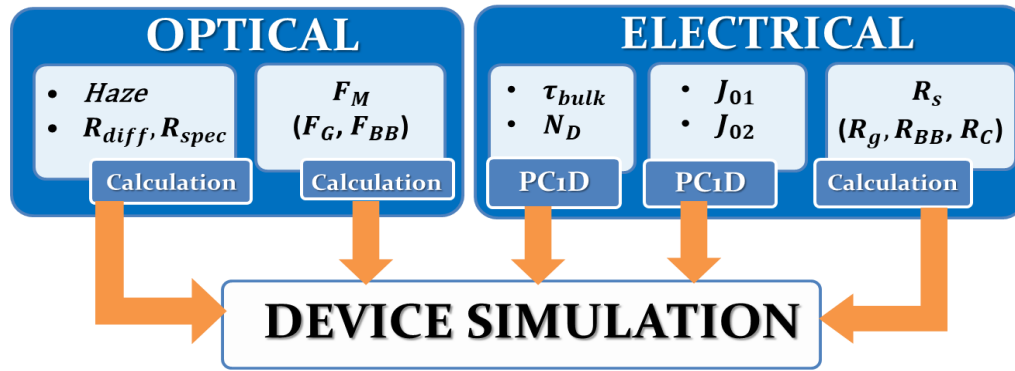 OPTICAL
• Haze
• R_diff, R_spec
Calculation
F_M
(F_G, F_BB)
Calculation
ELECTRICAL
• τ_bulk
• N_D
PC1D
• J_01
• J_02
PC1D
R_s
(R_g, R_BB, R_C)
Calculation
DEVICE SIMULATION